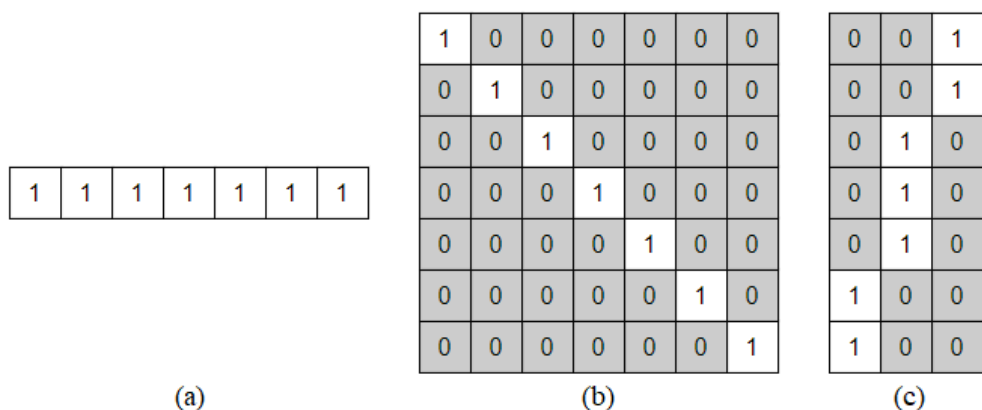 1 0 0 0 0 0 0
0 1 0 0 0 0 0
0 0 1 0 0 0 0
1 1 1 1 1 1 1
0 0 0 1 0 0 0
0 0 0 0 1 0 0
0 0 0 0 0 1 0
0 0 0 0 0 0 1
0 0 1
0 0 1
0 1 0
0 1 0
0 1 0
1 0 0
1 0 0
(a) (b) (c)